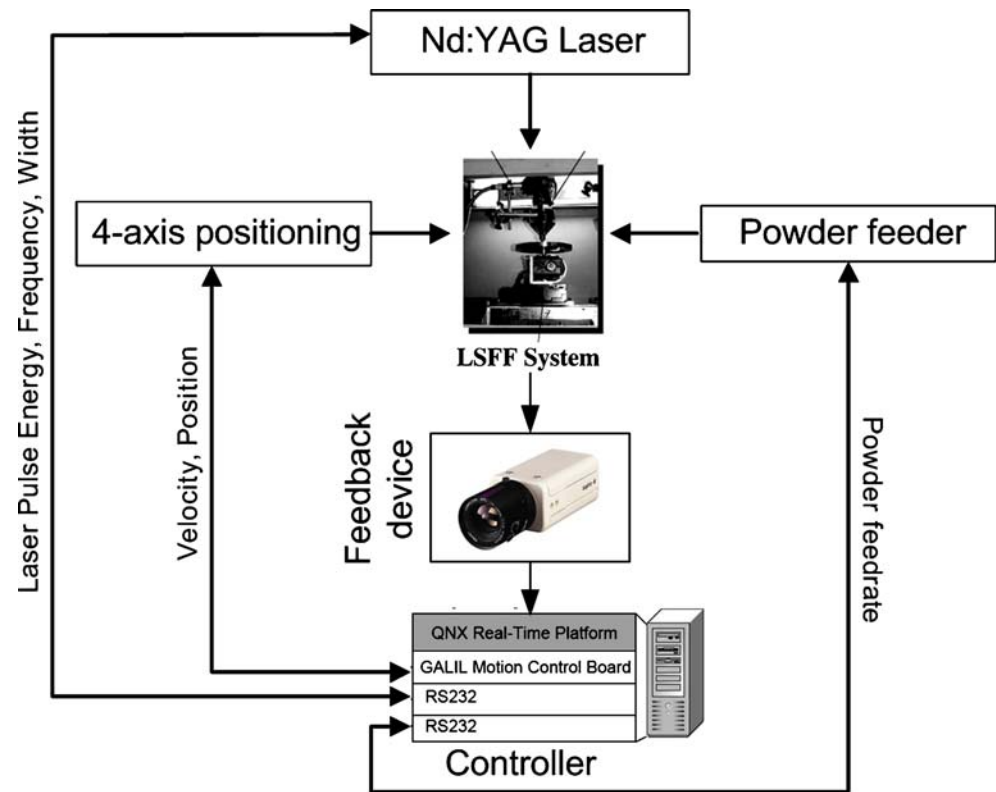 Nd:YAG Laser
Laser Pulse Energy, Frequency, Width
4-axis positioning
Powder feeder
LSFF System
Velocity, Position
Feedback
device
Powder feedrate
QNX Real-Time Platform
GALIL Motion Control Board
RS232
RS232
Controller